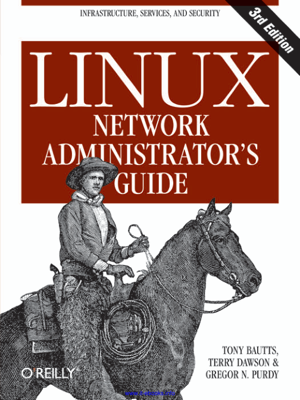 INFRASTRUCTURE, SERVICES, AND SECURITY
3rd Edition
LINUX
NETWORK
ADMINISTRATOR'S
GUIDE
TONY BAUTTS,
TERRY DAWSON &
GREGOR N. PURDY
O'REILLY®